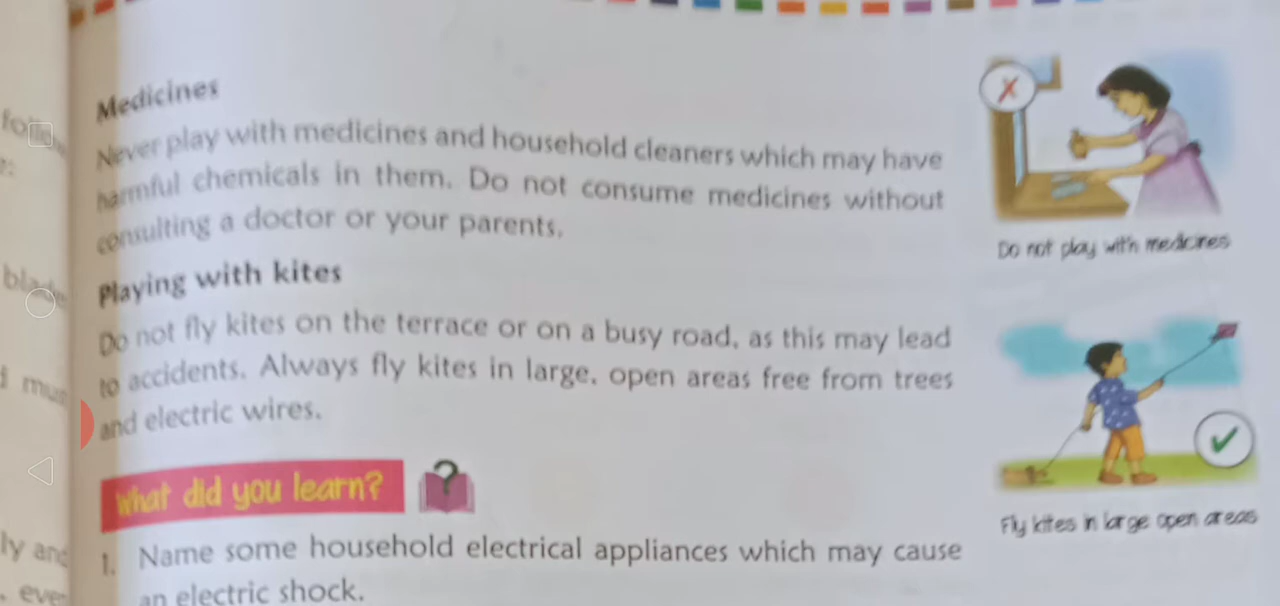 Medicines
Never play with medicines and household cleaners which may have
harmful chemicals in them. Do not consume medicines without
consulting a doctor or your parents.
Do not play with medicines
Playing with kites
Do not fly kites on the terrace or on a busy road, as this may lead
to accidents. Always fly kites in large, open areas free from trees
and electric wires.
Fly kites in large open areas
What did you learn?
1. Name some household electrical appliances which may cause
an electric shock.
ly and